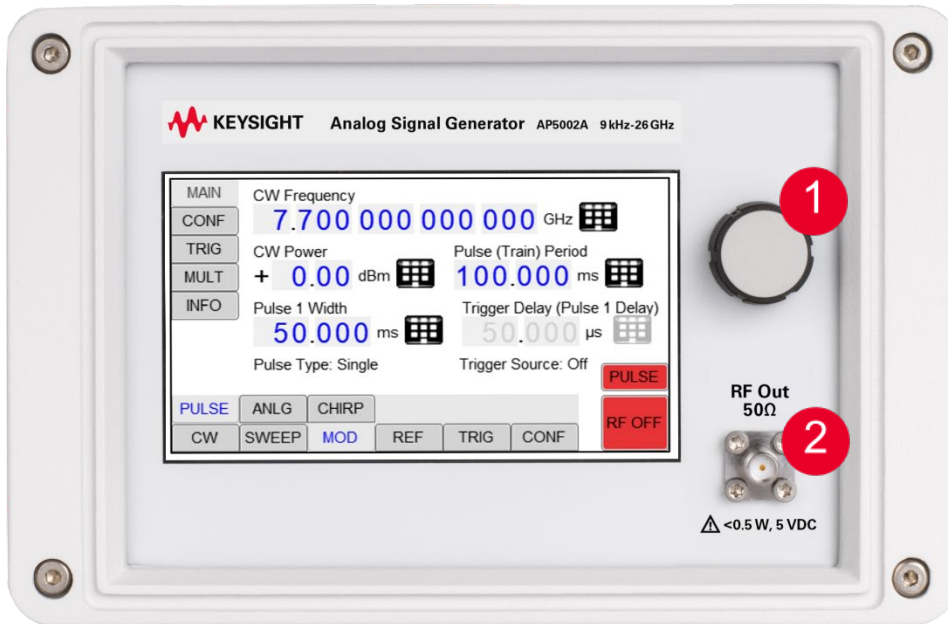 KEYSIGHT Analog Signal Generator AP5002A 9 kHz-26 GHz
1
MAIN
CONF
TRIG
MULT
INFO
CW Frequency
7.700 000 000 000 GHz
CW Power
+ 0.00 dBm
Pulse (Train) Period
100.000 ms
Pulse 1 Width
50.000 ms
Trigger Delay (Pulse 1 Delay)
50.000 µs
Pulse Type: Single
Trigger Source: Off
PULSE
RF OFF
PULSE ANLG CHIRP
CW SWEEP MOD REF TRIG CONF
RF Out
50Ω
2
<0.5 W, 5 VDC